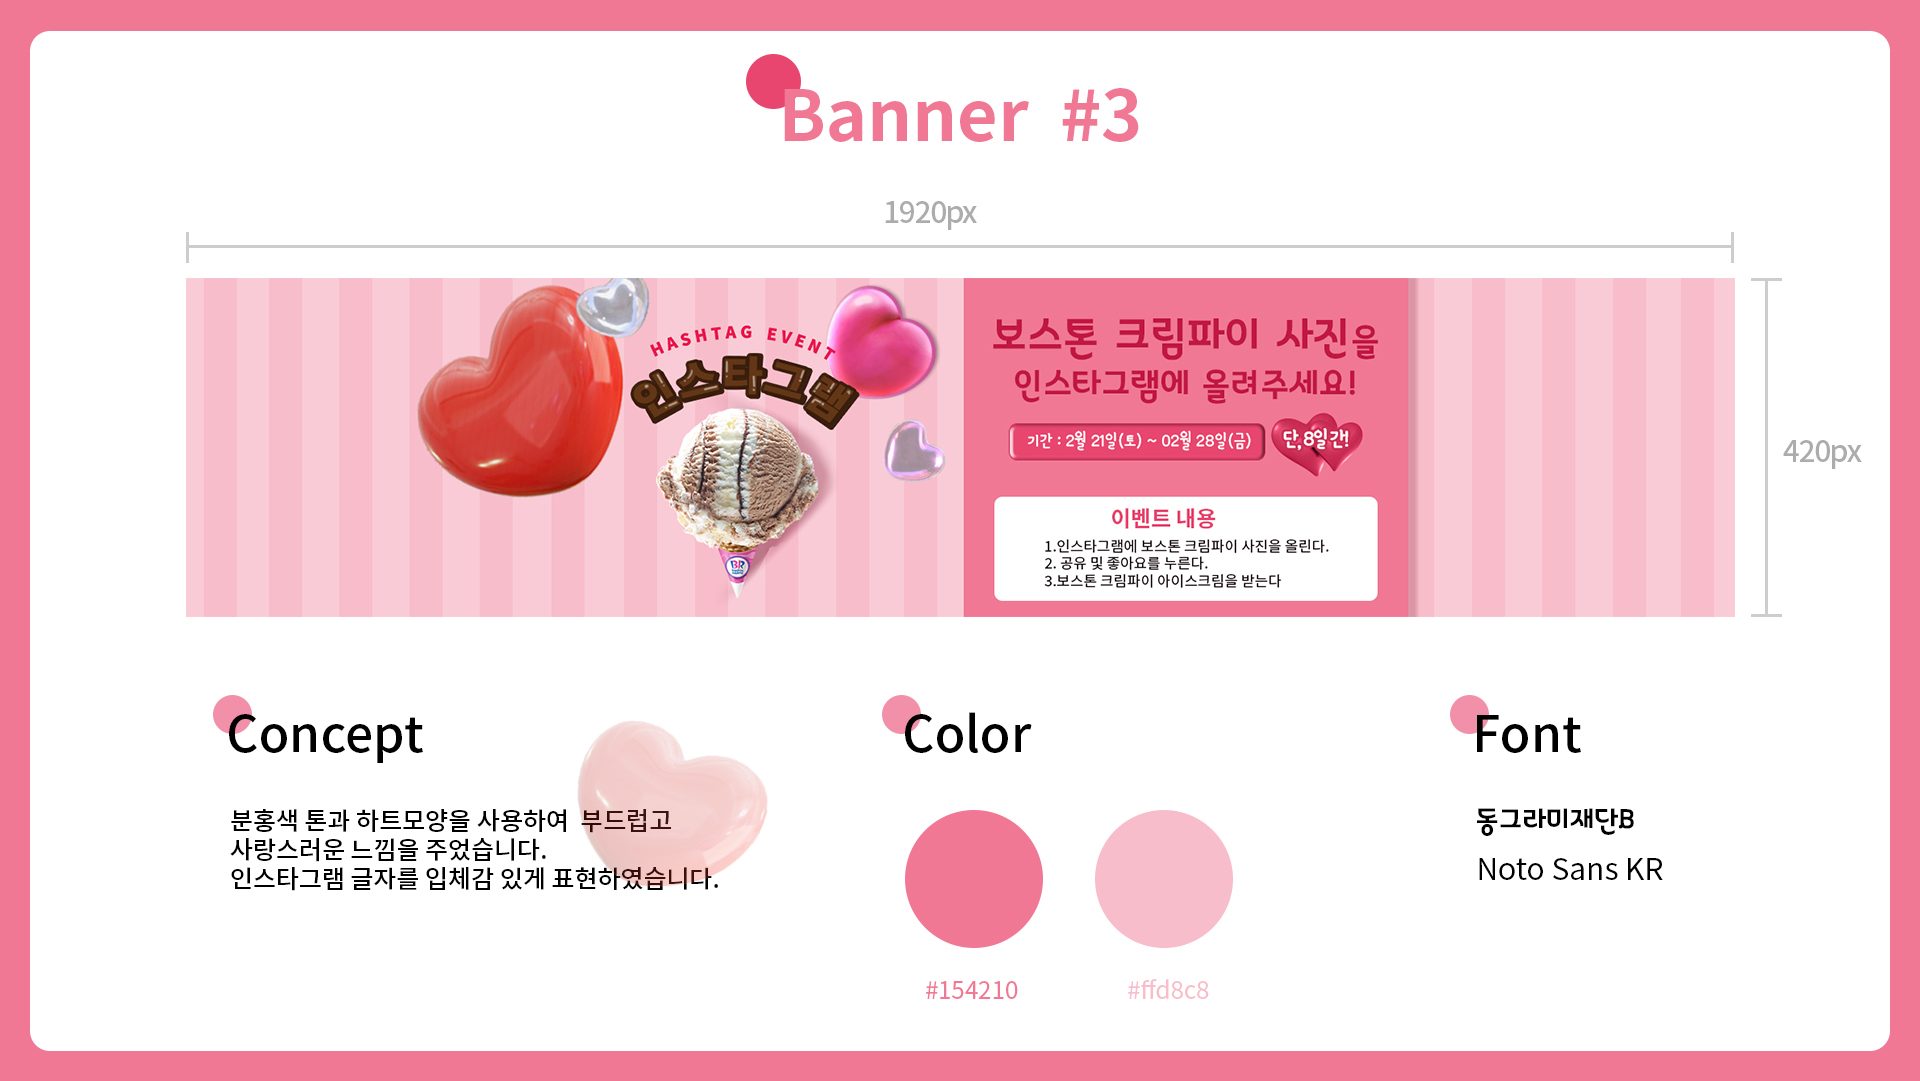 Banner #3
1920px
420px
HASHTAG EVENT
인스타그램
BR
보스톤 크림파이 사진을
인스타그램에 올려주세요!
기간 : 2월 21일(토) ~ 02월 28일(금)
단,8일간!
이벤트 내용
1.인스타그램에 보스톤 크림파이 사진을 올린다.
2. 공유 및 좋아요를 누른다.
3.보스톤 크림파이 아이스크림을 받는다
Concept
분홍색 톤과 하트모양을 사용하여 부드럽고
사랑스러운 느낌을 주었습니다.
인스타그램 글자를 입체감 있게 표현하였습니다.
Color
#154210
#ffd8c8
Font
동그라미재단B
Noto Sans KR